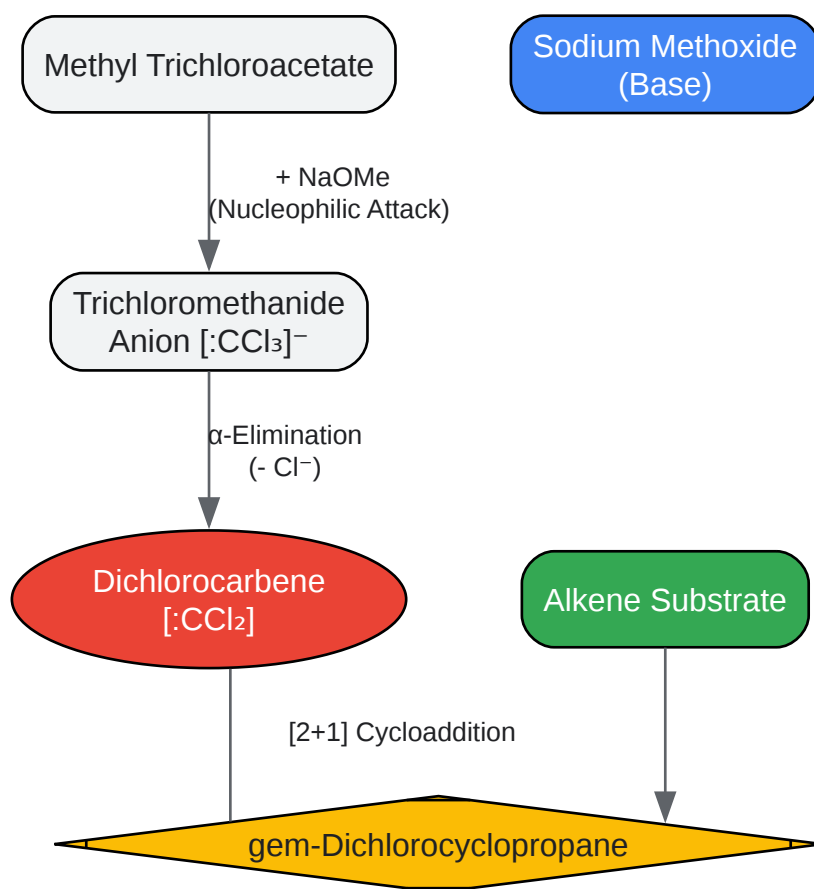 Methyl Trichloroacetate
Sodium Methoxide
(Base)
+ NaOMe
(Nucleophilic Attack)
Trichloromethanide
Anion [:CCl₃]⁻
α-Elimination
(- Cl⁻)
Dichlorocarbene
[:CCl₂]
Alkene Substrate
[2+1] Cycloaddition
gem-Dichlorocyclopropane